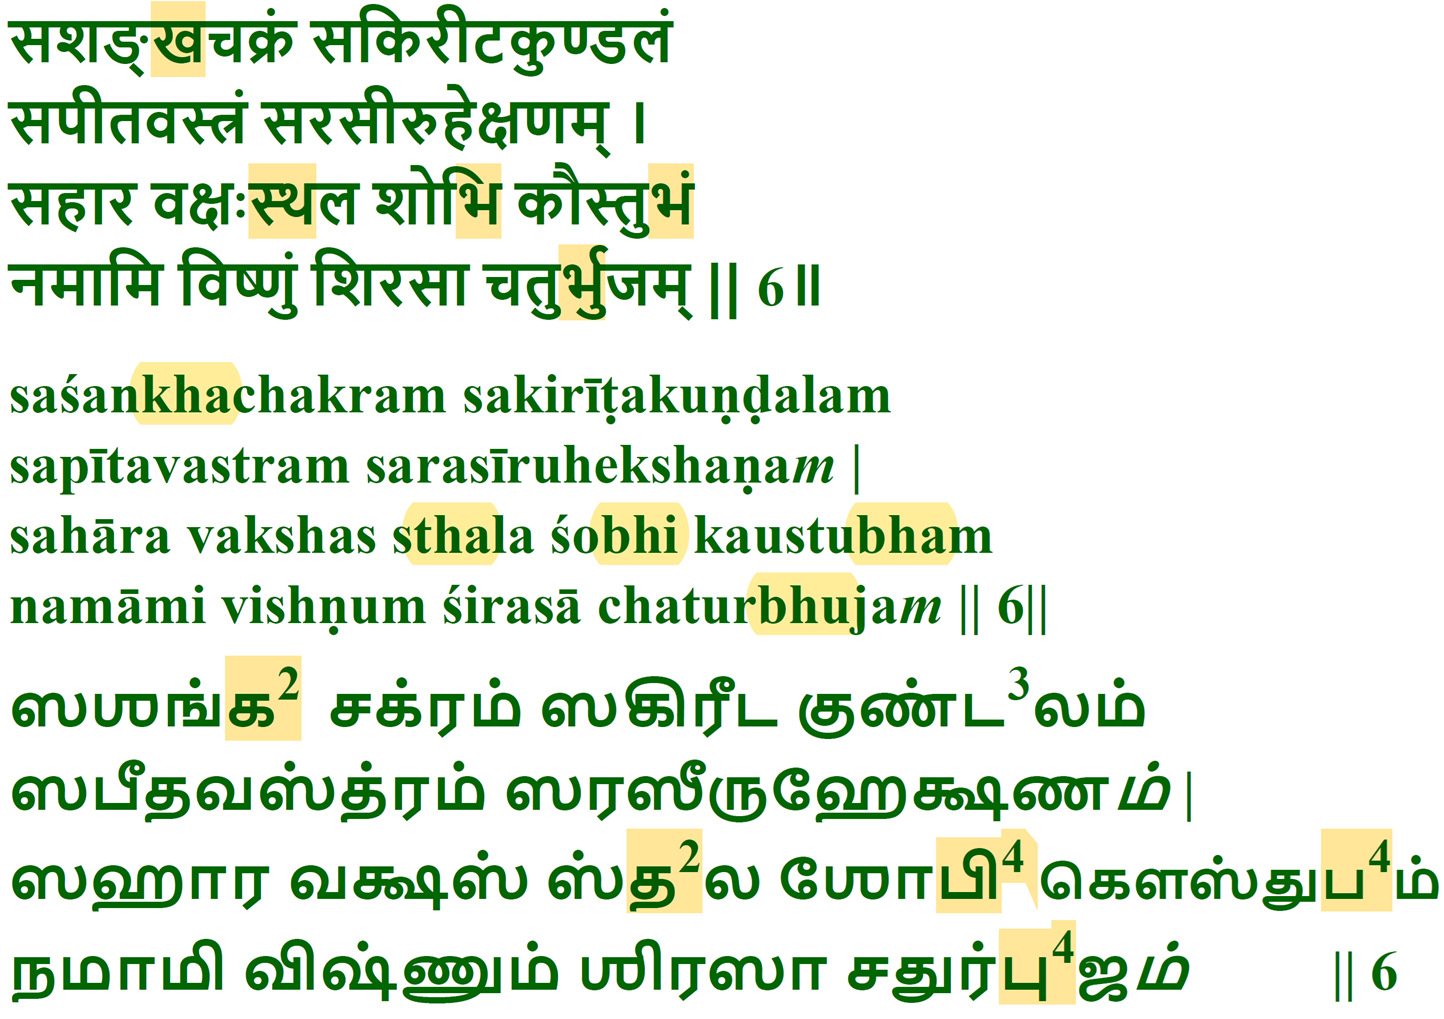 सशङ्खचक्रं सकिरीटकुण्डलं
सपीतवस्त्रं सरसीरुहेक्षणम् ।
सहार वक्षःस्थल शोभि कौस्तुभं
नमामि विष्णुं शिरसा चतुर्भुजम् || 6॥
saśankhachakram sakirīṭakuṇḍalam
sapītavastram sarasīruhekshaṇam |
sahāra vakshas sthala śobhi kaustubham
namāmi vishṇum śirasā chaturbhujam || 6||
ஸஶங்க² சக்ரம் ஸகிரீட குண்ட³லம்
ஸபீதவஸ்த்ரம் ஸரஸீருஹேக்ஷணம் |
ஸஹார வக்ஷஸ் ஸ்த²ல ஶோபி⁴ கௌஸ்துப⁴ம்
நமாமி விஷ்ணும் ஶிரஸா சதுர்பு⁴ஜம் || 6